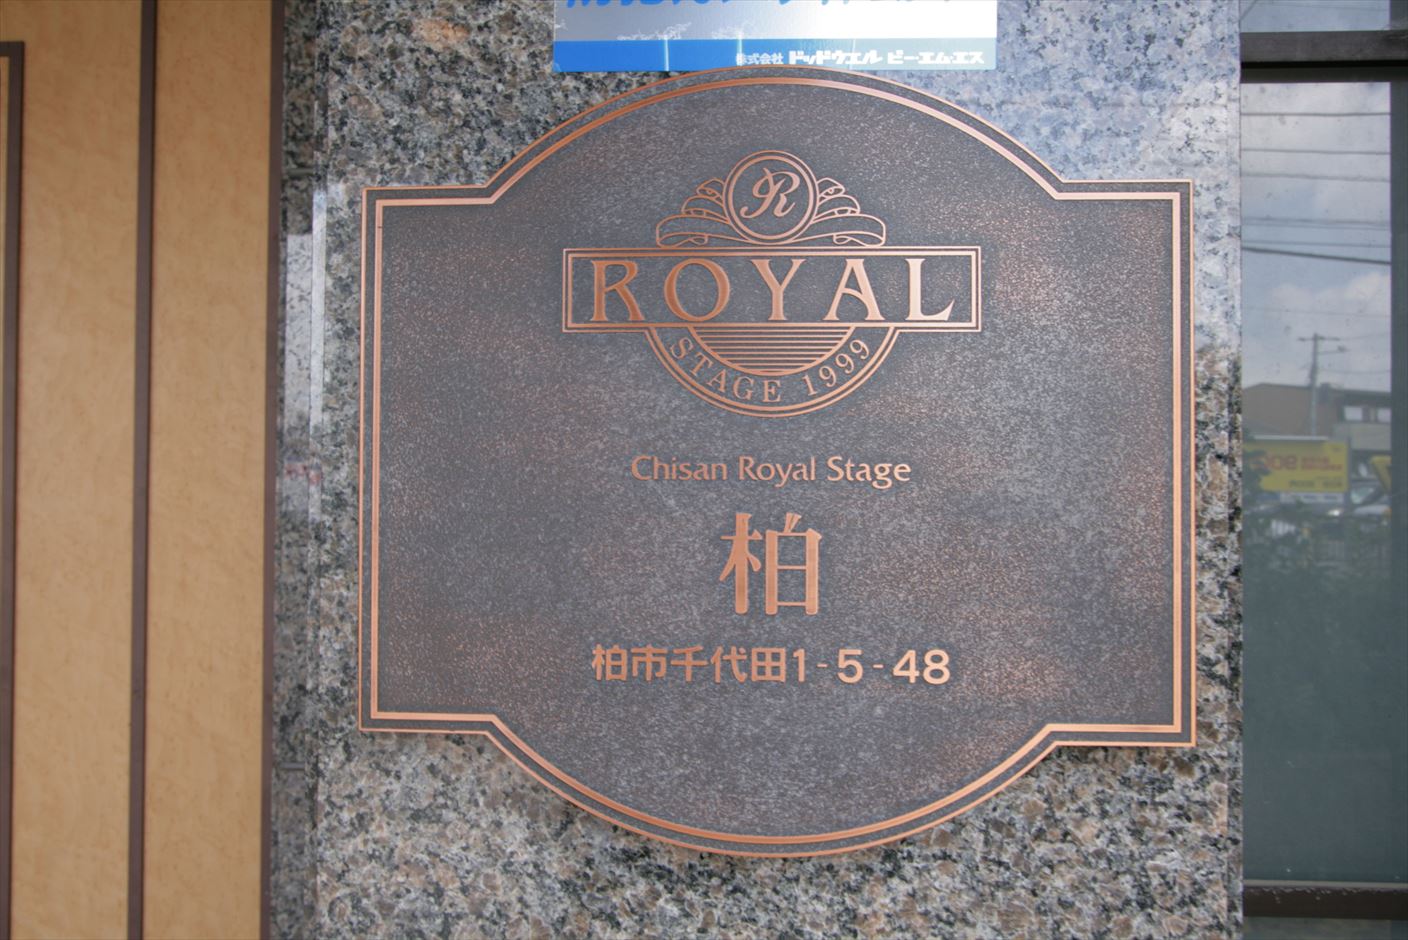 株式会社 ドッドウエル ビー・エム・エス
R
ROYAL
STAGE 1999
Chisan Royal Stage
柏
柏市千代田1-5-48